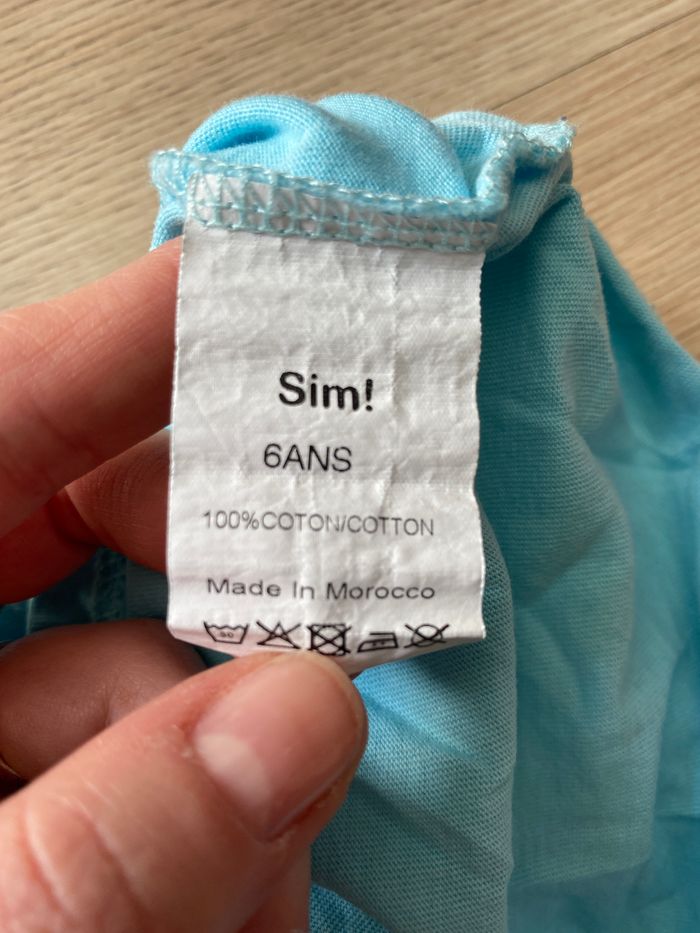 Sim!
6ANS
100%COTON/COTTON
Made In Morocco